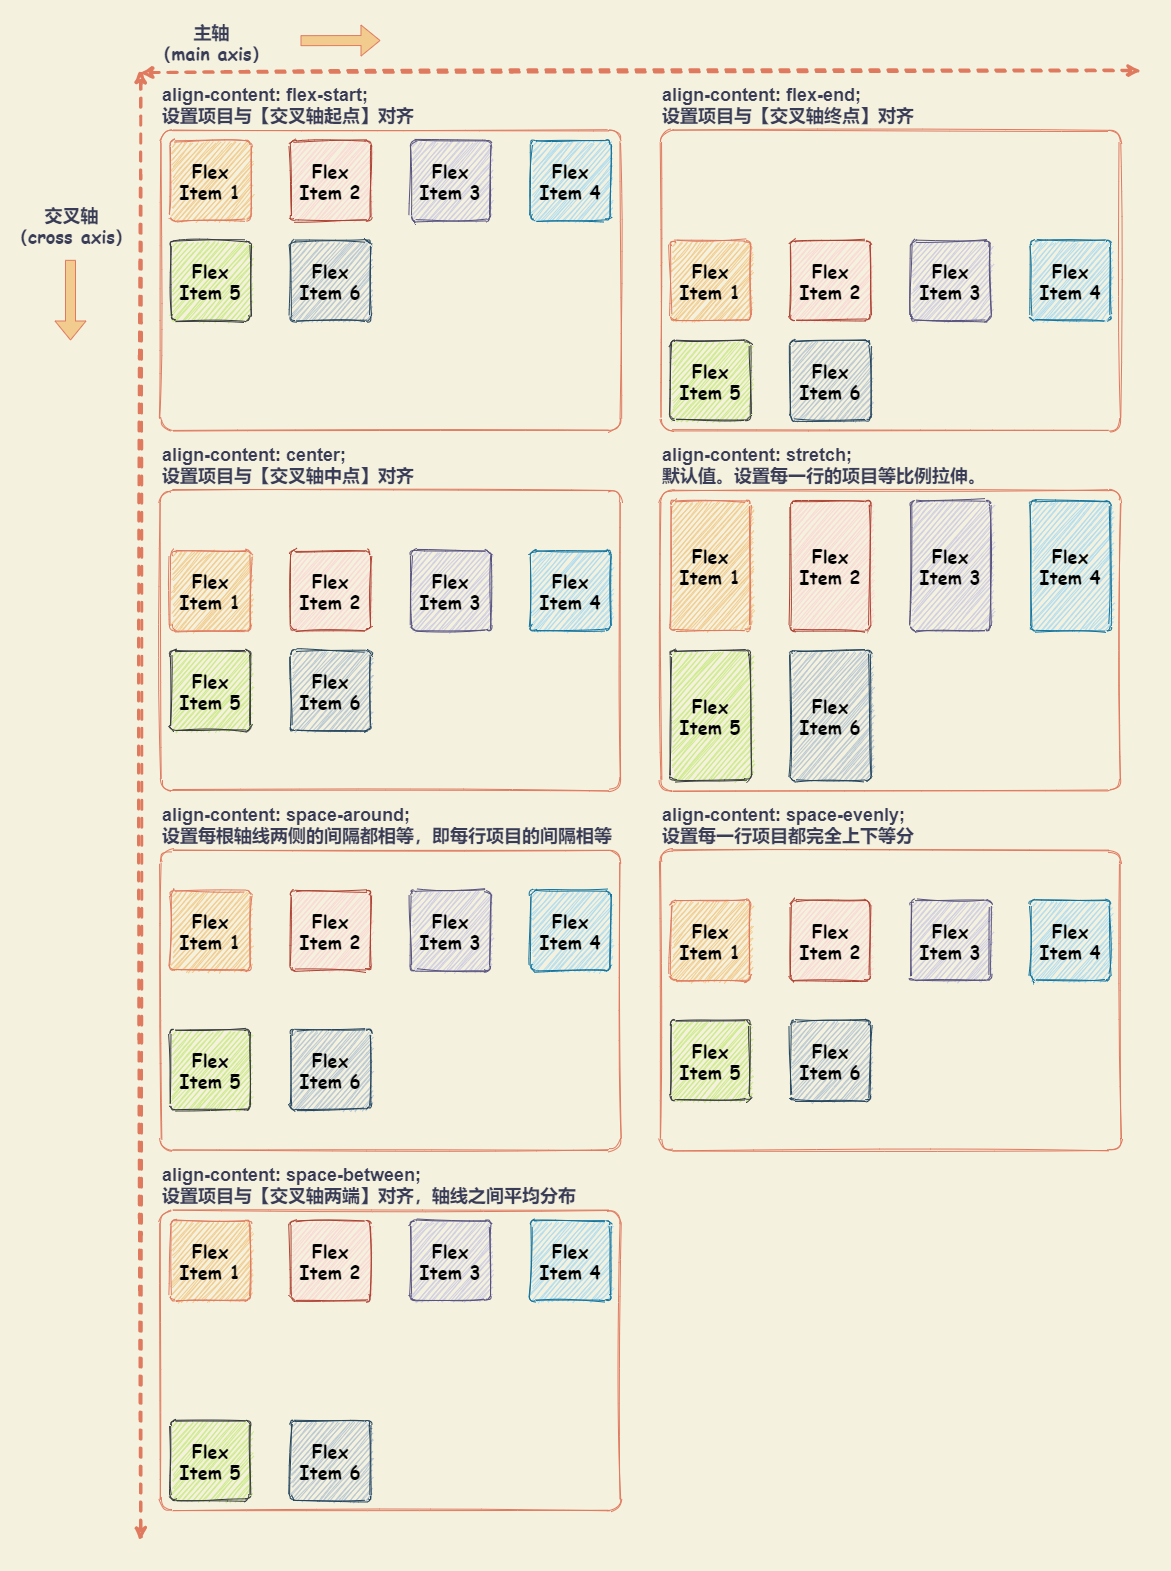 主轴
(main axis)
交叉轴
(cross axis)
align-content: flex-start;
设置项目与【交叉轴起点】对齐
Flex
Item 1
Flex
Item 2
Flex
Item 3
Flex
Item 4
Flex
Item 5
Flex
Item 6
align-content: flex-end;
设置项目与【交叉轴终点】对齐
Flex
Item 1
Flex
Item 2
Flex
Item 3
Flex
Item 4
Flex
Item 5
Flex
Item 6
align-content: center;
设置项目与【交叉轴中点】对齐
Flex
Item 1
Flex
Item 2
Flex
Item 3
Flex
Item 4
Flex
Item 5
Flex
Item 6
align-content: stretch;
默认值。设置每一行的项目等比例拉伸。
Flex
Item 1
Flex
Item 2
Flex
Item 3
Flex
Item 4
Flex
Item 5
Flex
Item 6
align-content: space-around;
设置每根轴线两侧的间隔都相等，即每行项目的间隔相等
Flex
Item 1
Flex
Item 2
Flex
Item 3
Flex
Item 4
Flex
Item 5
Flex
Item 6
align-content: space-evenly;
设置每一行项目都完全上下等分
Flex
Item 1
Flex
Item 2
Flex
Item 3
Flex
Item 4
Flex
Item 5
Flex
Item 6
align-content: space-between;
设置项目与【交叉轴两端】对齐，轴线之间平均分布
Flex
Item 1
Flex
Item 2
Flex
Item 3
Flex
Item 4
Flex
Item 5
Flex
Item 6